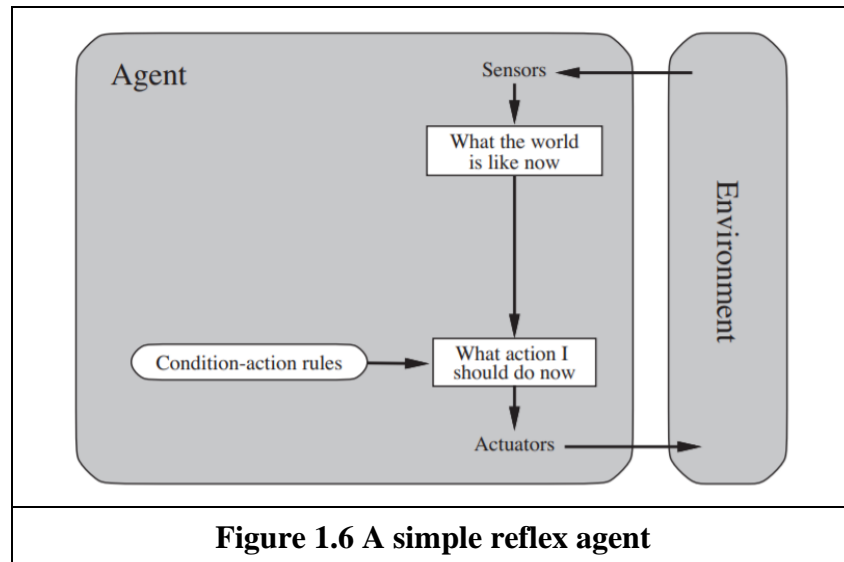 Agent
Sensors
What the world
is like now
Environment
Condition-action rules
What action I
should do now
Actuators
Figure 1.6 A simple reflex agent